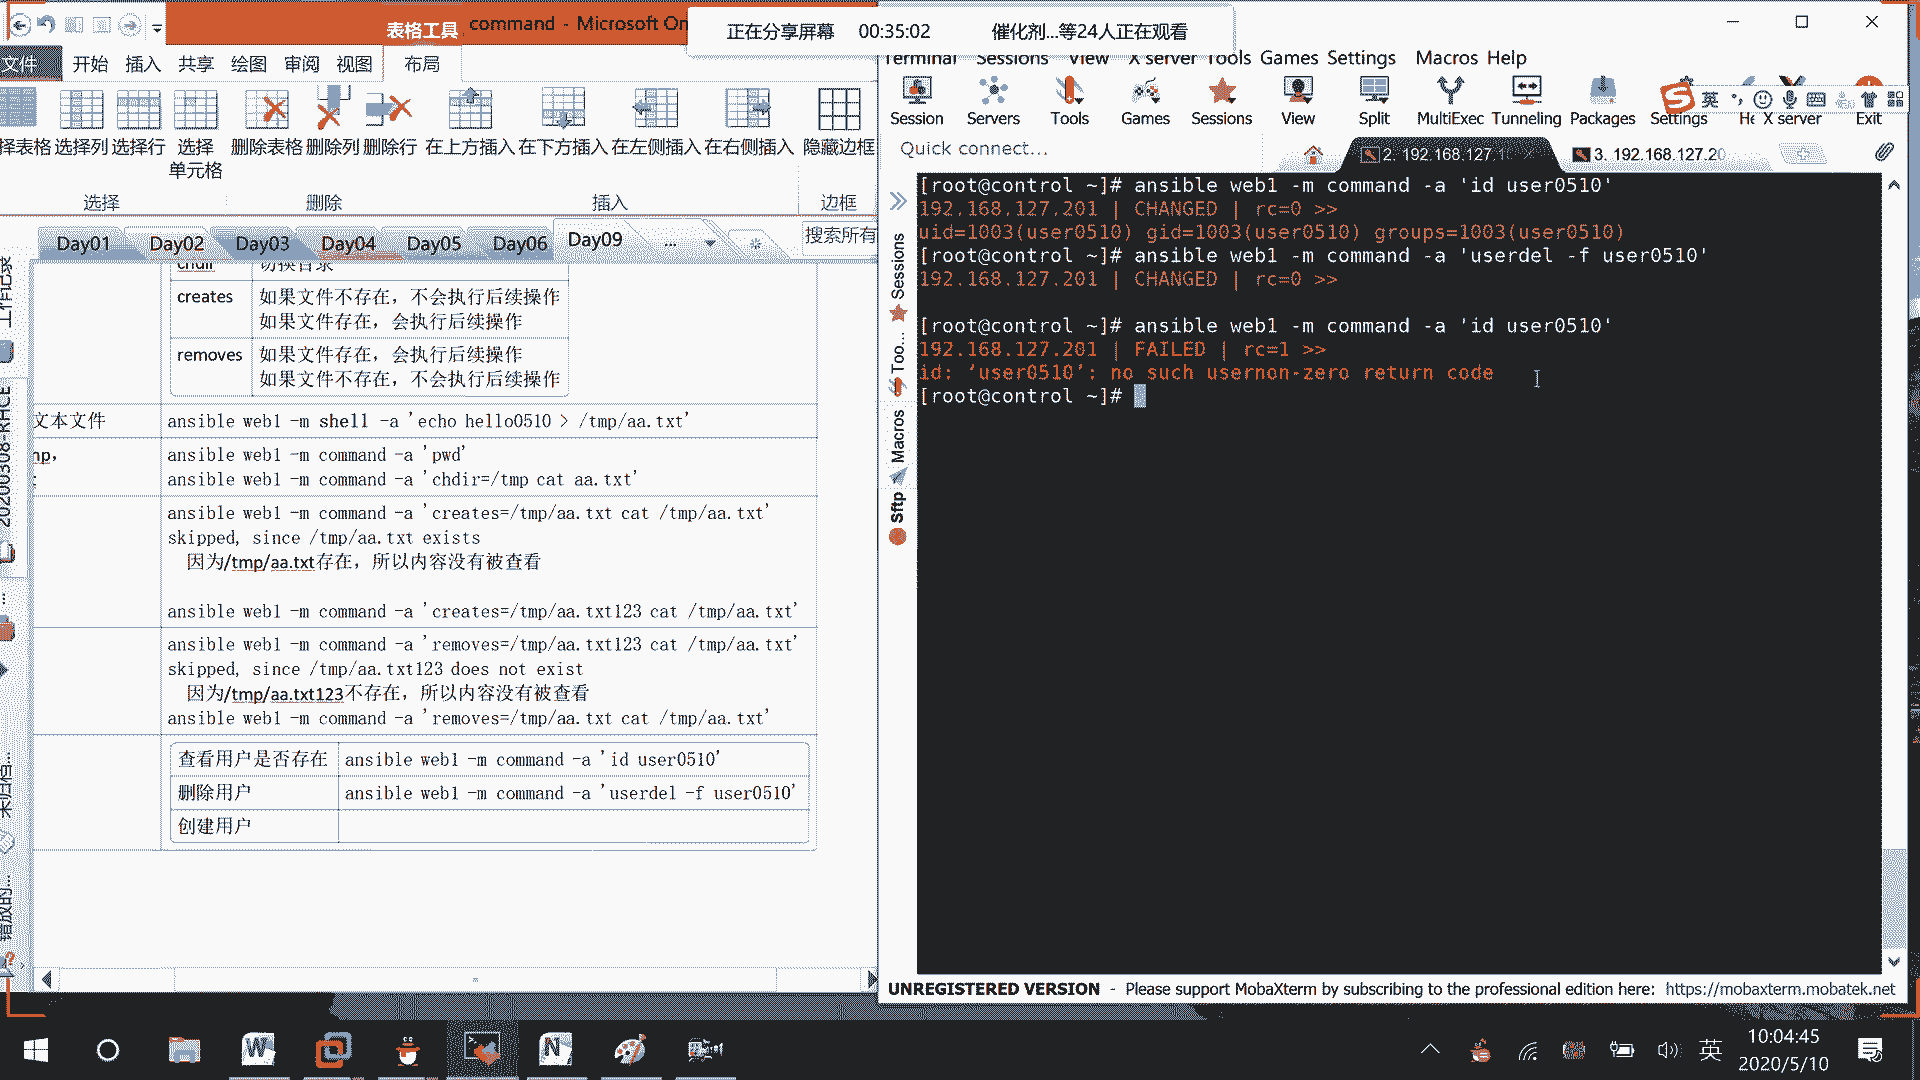 表格工具
command - Microsoft On
正在分享屏幕 00:35:02 催化剂...等24人正在观看
文件 开始 插入 共享 绘图 审阅 视图 布局
择表格 选择列 选择行 选择单元格 删除表格 删除列 删除行 在上方插入 在下方插入 在左侧插入 在右侧插入 隐藏边框
选择 删除 插入 边框
Day01 Day02 Day03 Day04 Day05 Day06 Day09 ... 搜索所有
工作记录
20200308-RHCE
chdir 切换目录
creates 如果文件不存在，不会执行后续操作
如果文件存在，会执行后续操作
removes 如果文件存在，会执行后续操作
如果文件不存在，不会执行后续操作
文本文件 ansible web1 -m shell -a 'echo hello0510 > /tmp/aa.txt'
mp， ansible web1 -m command -a 'pwd'
ansible web1 -m command -a 'chdir=/tmp cat aa.txt'
ansible web1 -m command -a 'creates=/tmp/aa.txt cat /tmp/aa.txt'
skipped, since /tmp/aa.txt exists
因为/tmp/aa.txt存在，所以内容没有被查看
ansible web1 -m command -a 'creates=/tmp/aa.txt123 cat /tmp/aa.txt'
ansible web1 -m command -a 'removes=/tmp/aa.txt123 cat /tmp/aa.txt'
skipped, since /tmp/aa.txt123 does not exist
因为/tmp/aa.txt123不存在，所以内容没有被查看
ansible web1 -m command -a 'removes=/tmp/aa.txt cat /tmp/aa.txt'
查看用户是否存在 ansible web1 -m command -a 'id user0510'
删除用户 ansible web1 -m command -a 'userdel -f user0510'
创建用户
Terminal Sessions View X server Tools Games Settings Macros Help
Session Servers Tools Games Sessions View Split MultiExec Tunneling Packages Settings X server Exit
英
Quick connect...
2. 192.168.127.10
3. 192.168.127.20
Sessions
Too...
Macros
Sftp
[root@control ~]# ansible web1 -m command -a 'id user0510'
192.168.127.201 | CHANGED | rc=0 >>
uid=1003(user0510) gid=1003(user0510) groups=1003(user0510)
[root@control ~]# ansible web1 -m command -a 'userdel -f user0510'
192.168.127.201 | CHANGED | rc=0 >>
[root@control ~]# ansible web1 -m command -a 'id user0510'
192.168.127.201 | FAILED | rc=1 >>
id: ‘user0510’: no such usernon-zero return code
[root@control ~]#
UNREGISTERED VERSION - Please support MobaXterm by subscribing to the professional edition here: https://mobaxterm.mobatek.net
英
10:04:45
2020/5/10